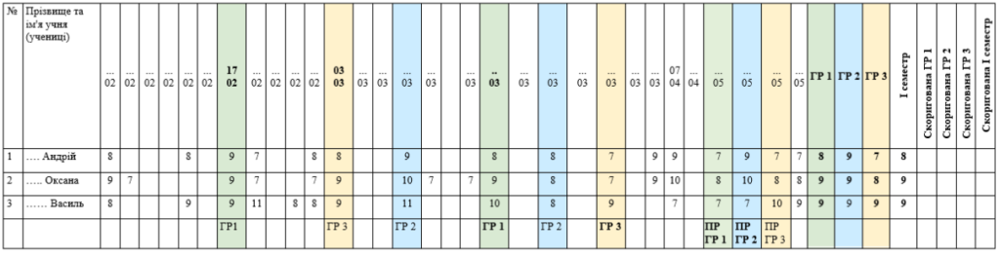 № Прізвище та ім'я учня (учениці) ... 02 ... 02 ... 02 ... 02 ... 02 ... 02 17 02 ... 02 ... 02 ... 02 ... 02 03 03 ... 03 ... 03 ... 03 ... 03 ... 03 .. 03 ... 03 ... 03 ... 03 ... 03 ... 03 ... 03 07 04 ... 04 ... 05 ... 05 ... 05 ... 05 ГР 1 ГР 2 ГР 3 І семестр Скоригована ГР 1 Скоригована ГР 2 Скоригована ГР 3 Скоригований І семестр
1 .... Андрій 8 8 9 7 8 8 9 8 8 7 9 9 7 9 7 7 8 9 7 8
2 ..... Оксана 9 7 9 7 7 9 10 7 7 9 8 7 9 10 8 10 8 8 9 9 8 9
3 ...... Василь 8 9 9 11 8 8 9 11 10 8 9 7 7 7 10 9 9 9 9 9
ГР1 ГР 3 ГР 2 ГР 1 ГР 2 ГР 3 ПР ГР 1 ПР ГР 2 ПР ГР 3